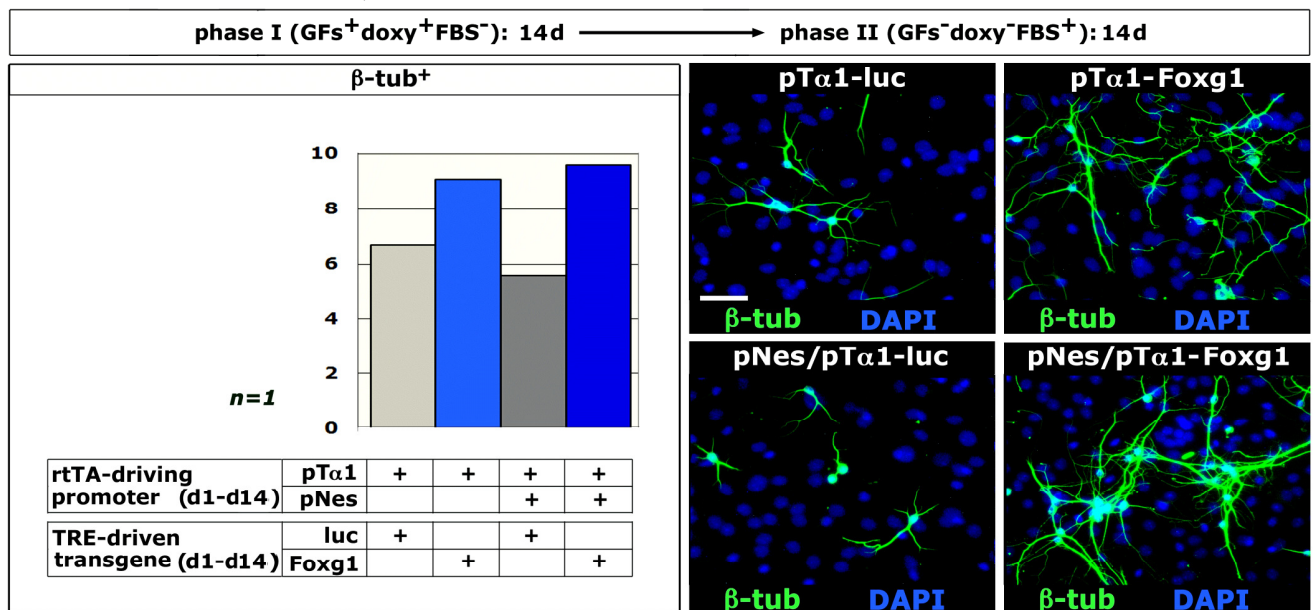 phase I (GFs⁺doxy⁺FBS⁻): 14d ⟶ phase II (GFs⁻doxy⁻FBS⁺): 14d
β-tub⁺
10
8
6
4
2
0
n=1
rtTA-driving promoter (d1-d14)
pTα1 + + + +
pNes + +
TRE-driven transgene (d1-d14)
luc + +
Foxg1 + +
pTα1-luc
β-tub DAPI
pTα1-Foxg1
β-tub DAPI
pNes/pTα1-luc
β-tub DAPI
pNes/pTα1-Foxg1
β-tub DAPI